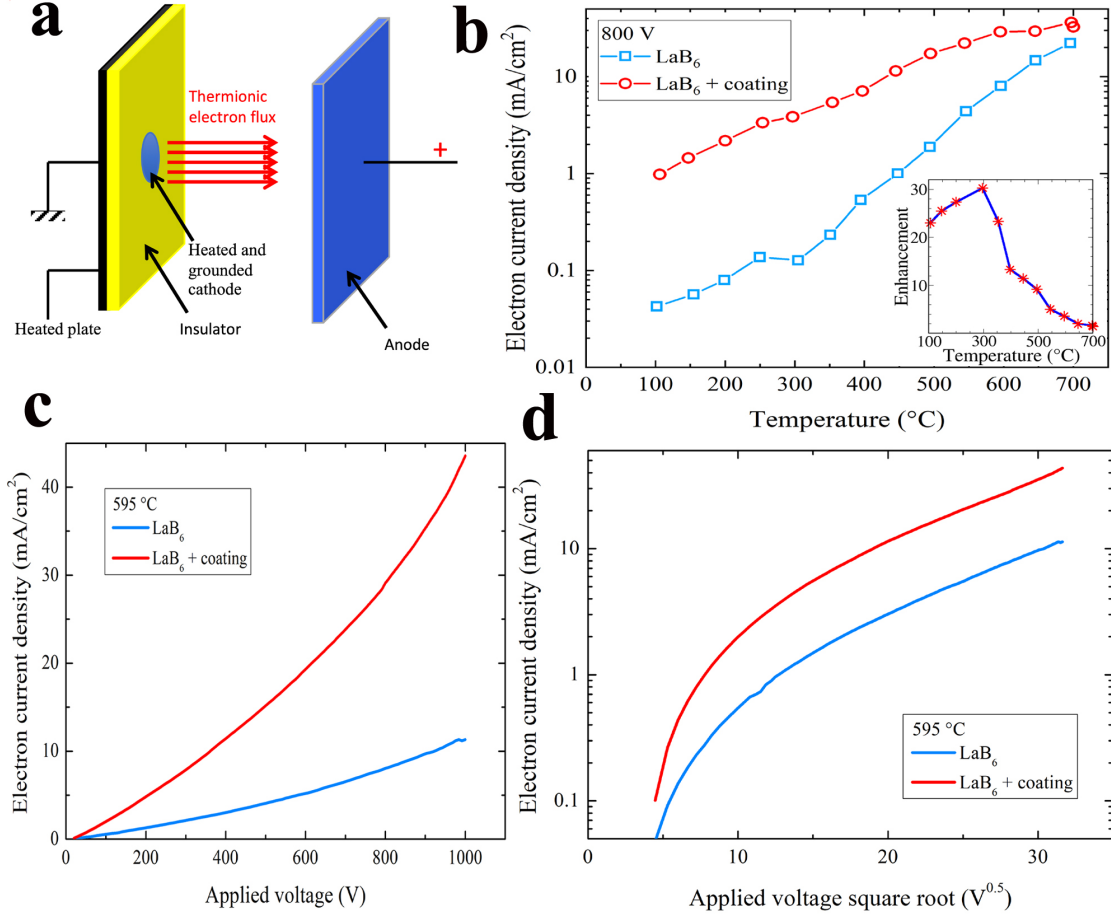 a
Thermionic
electron flux
+
Heated and
grounded
cathode
Heated plate
Insulator
Anode
b
Electron current density (mA/cm²)
10
1
0.1
0.01
800 V
LaB₆
LaB₆ + coating
0 100 200 300 400 500 600 700
Temperature (°C)
Enhancement
30
20
10
100 300 500 700
Temperature (°C)
c
Electron current density (mA/cm²)
40
30
20
10
0
595 °C
LaB₆
LaB₆ + coating
0 200 400 600 800 1000
Applied voltage (V)
d
Electron current density (mA/cm²)
10
1
0.1
595 °C
LaB₆
LaB₆ + coating
0 10 20 30
Applied voltage square root (V⁰·⁵)